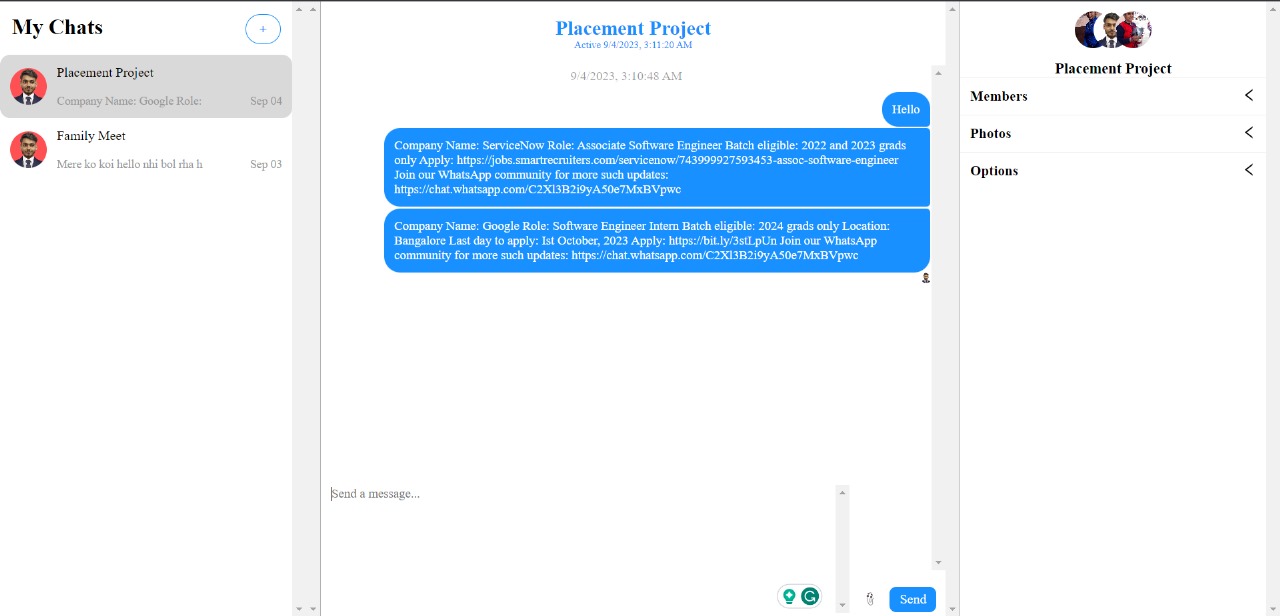 My Chats
+
Placement Project
Company Name: Google Role:
Sep 04
Family Meet
Mere ko koi hello nhi bol rha h
Sep 03
Placement Project
Active 9/4/2023, 3:11:20 AM
9/4/2023, 3:10:48 AM
Hello
Company Name: ServiceNow Role: Associate Software Engineer Batch eligible: 2022 and 2023 grads
only Apply: https://jobs.smartrecruiters.com/servicenow/743999927593453-assoc-software-engineer
Join our WhatsApp community for more such updates:
https://chat.whatsapp.com/C2Xl3B2i9yA50e7MxBVpwc
Company Name: Google Role: Software Engineer Intern Batch eligible: 2024 grads only Location:
Bangalore Last day to apply: Ist October, 2023 Apply: https://bit.ly/3stLpUn Join our WhatsApp
community for more such updates: https://chat.whatsapp.com/C2Xl3B2i9yA50e7MxBVpwc
Send a message...
Send
Placement Project
Members
Photos
Options